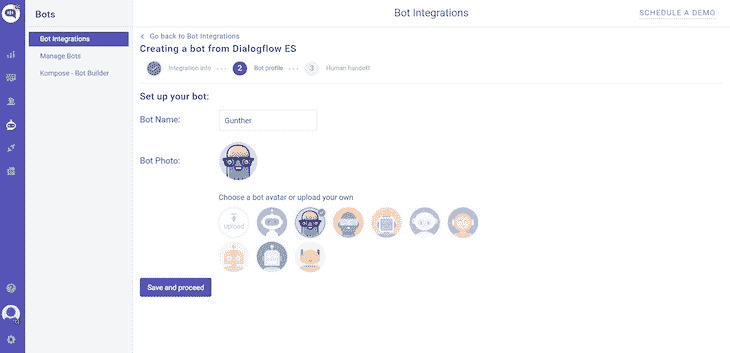 Bots
Bot Integrations
SCHEDULE A DEMO
Bot Integrations
Manage Bots
Kompose - Bot Builder
Go back to Bot Integrations
Creating a bot from Dialogflow ES
Integration info
2
Bot profile
3
Human handoff
Set up your bot:
Bot Name:
Gunther
Bot Photo:
Choose a bot avatar or upload your own
upload
Save and proceed